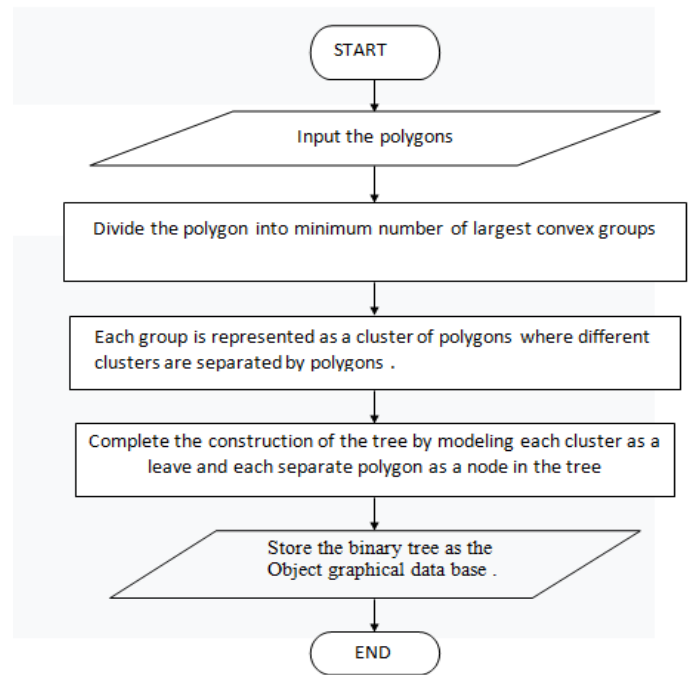 START
Input the polygons
Divide the polygon into minimum number of largest convex groups
Each group is represented as a cluster of polygons where different
clusters are separated by polygons .
Complete the construction of the tree by modeling each cluster as a
leave and each separate polygon as a node in the tree
Store the binary tree as the
Object graphical data base .
END